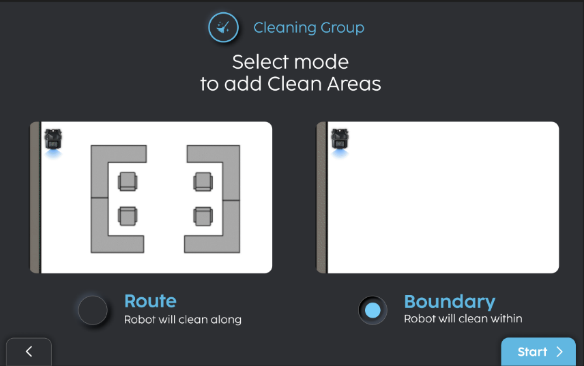 Cleaning Group
Select mode
to add Clean Areas
Route
Robot will clean along
Boundary
Robot will clean within
Start